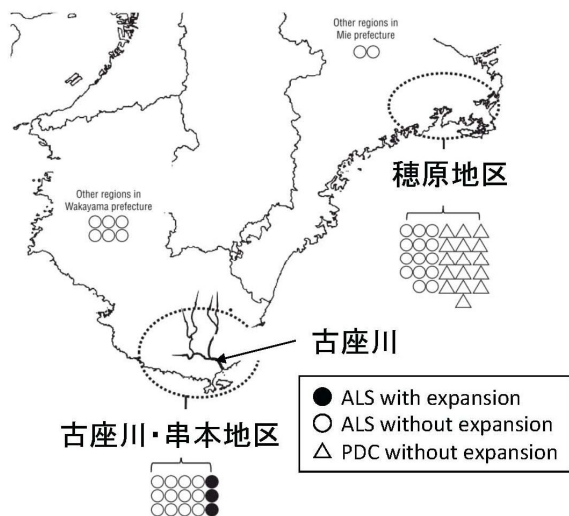 Other regions in
Mie prefecture
穂原地区
Other regions in
Wakayama prefecture
古座川
古座川・串本地区
ALS with expansion
ALS without expansion
PDC without expansion